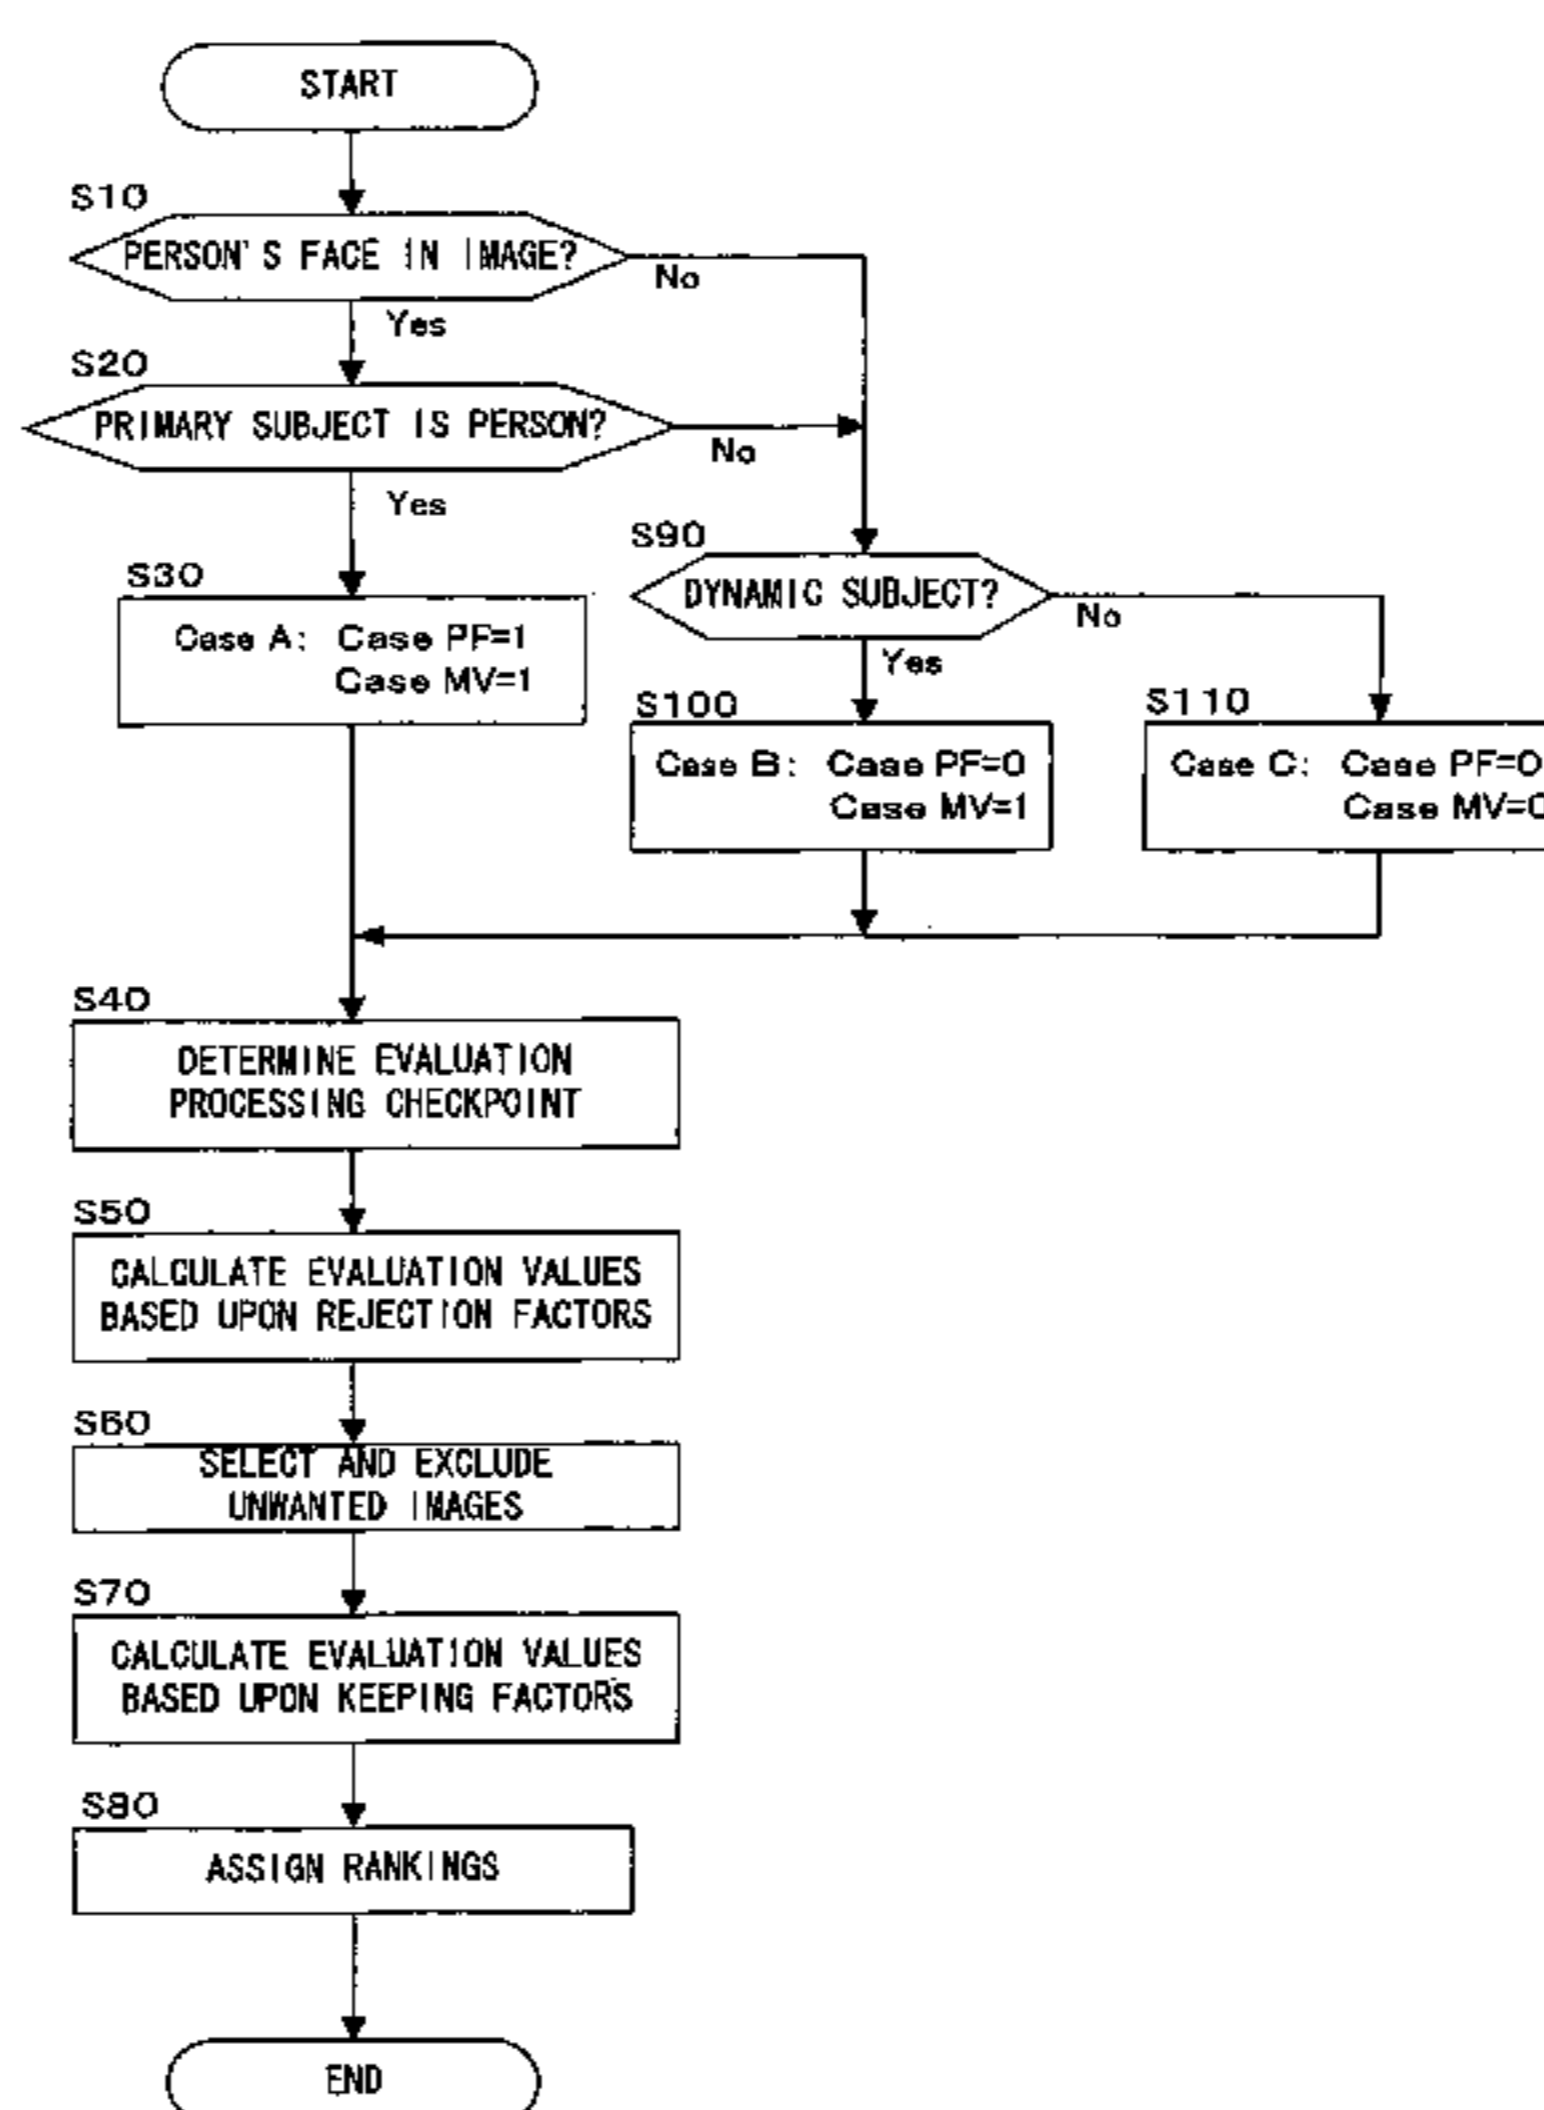 START
S10
PERSON'S FACE IN IMAGE?
No
Yes
S20
PRIMARY SUBJECT IS PERSON?
No
Yes
S30
Case A: Case PF=1
Case MV=1
S90
DYNAMIC SUBJECT?
No
Yes
S100
Case B: Case PF=0
Case MV=1
S110
Case C: Case PF=0
Case MV=0
S40
DETERMINE EVALUATION
PROCESSING CHECKPOINT
S50
CALCULATE EVALUATION VALUES
BASED UPON REJECTION FACTORS
S60
SELECT AND EXCLUDE
UNWANTED IMAGES
S70
CALCULATE EVALUATION VALUES
BASED UPON KEEPING FACTORS
S80
ASSIGN RANKINGS
END